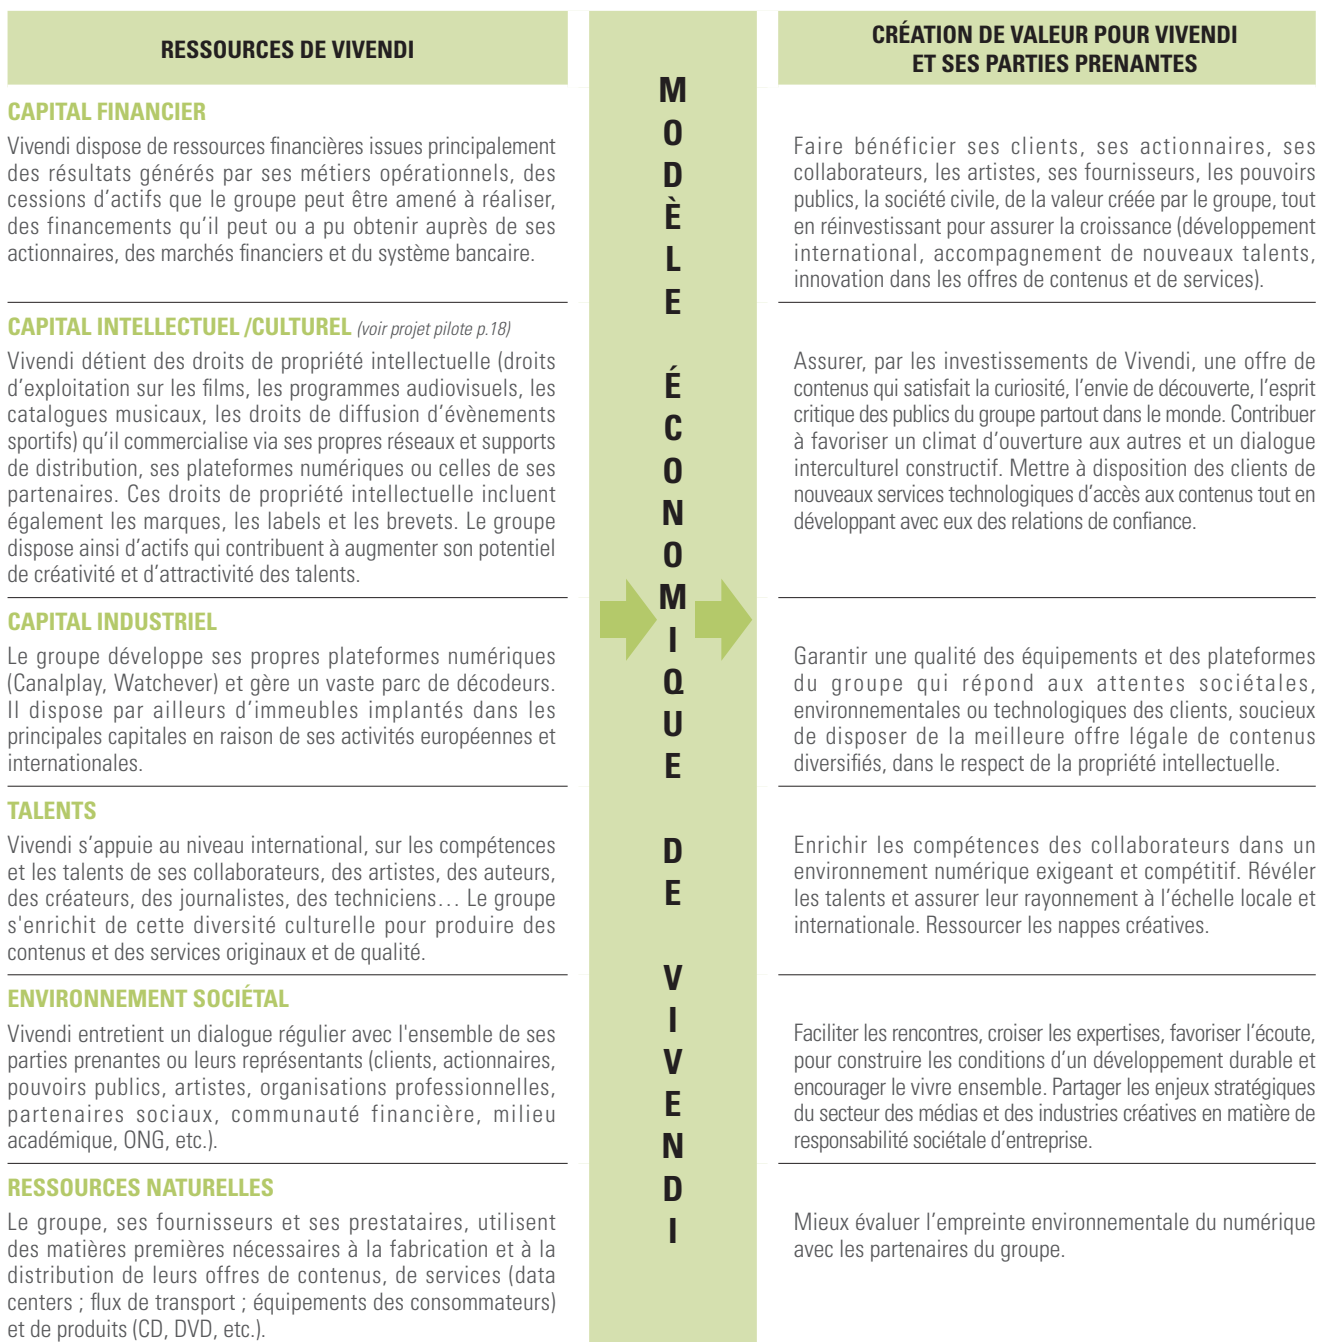 RESSOURCES DE VIVENDI
CAPITAL FINANCIER
Vivendi dispose de ressources financières issues principalement
des résultats générés par ses métiers opérationnels, des
cessions d’actifs que le groupe peut être amené à réaliser,
des financements qu’il peut ou a pu obtenir auprès de ses
actionnaires, des marchés financiers et du système bancaire.
CAPITAL INTELLECTUEL /CULTUREL (voir projet pilote p.18)
Vivendi détient des droits de propriété intellectuelle (droits
d’exploitation sur les films, les programmes audiovisuels, les
catalogues musicaux, les droits de diffusion d’évènements
sportifs) qu’il commercialise via ses propres réseaux et supports
de distribution, ses plateformes numériques ou celles de ses
partenaires. Ces droits de propriété intellectuelle incluent
également les marques, les labels et les brevets. Le groupe
dispose ainsi d’actifs qui contribuent à augmenter son potentiel
de créativité et d’attractivité des talents.
CAPITAL INDUSTRIEL
Le groupe développe ses propres plateformes numériques
(Canalplay, Watchever) et gère un vaste parc de décodeurs.
Il dispose par ailleurs d’immeubles implantés dans les
principales capitales en raison de ses activités européennes et
internationales.
TALENTS
Vivendi s’appuie au niveau international, sur les compétences
et les talents de ses collaborateurs, des artistes, des auteurs,
des créateurs, des journalistes, des techniciens… Le groupe
s'enrichit de cette diversité culturelle pour produire des
contenus et des services originaux et de qualité.
ENVIRONNEMENT SOCIÉTAL
Vivendi entretient un dialogue régulier avec l'ensemble de ses
parties prenantes ou leurs représentants (clients, actionnaires,
pouvoirs publics, artistes, organisations professionnelles,
partenaires sociaux, communauté financière, milieu
académique, ONG, etc.).
RESSOURCES NATURELLES
Le groupe, ses fournisseurs et ses prestataires, utilisent
des matières premières nécessaires à la fabrication et à la
distribution de leurs offres de contenus, de services (data
centers ; flux de transport ; équipements des consommateurs)
et de produits (CD, DVD, etc.).
MODÈLE ÉCONOMIQUE DE VIVENDI
CRÉATION DE VALEUR POUR VIVENDI
ET SES PARTIES PRENANTES
Faire bénéficier ses clients, ses actionnaires, ses
collaborateurs, les artistes, ses fournisseurs, les pouvoirs
publics, la société civile, de la valeur créée par le groupe, tout
en réinvestissant pour assurer la croissance (développement
international, accompagnement de nouveaux talents,
innovation dans les offres de contenus et de services).
Assurer, par les investissements de Vivendi, une offre de
contenus qui satisfait la curiosité, l’envie de découverte, l’esprit
critique des publics du groupe partout dans le monde. Contribuer
à favoriser un climat d’ouverture aux autres et un dialogue
interculturel constructif. Mettre à disposition des clients de
nouveaux services technologiques d’accès aux contenus tout en
développant avec eux des relations de confiance.
Garantir une qualité des équipements et des plateformes
du groupe qui répond aux attentes sociétales,
environnementales ou technologiques des clients, soucieux
de disposer de la meilleure offre légale de contenus
diversifiés, dans le respect de la propriété intellectuelle.
Enrichir les compétences des collaborateurs dans un
environnement numérique exigeant et compétitif. Révéler
les talents et assurer leur rayonnement à l’échelle locale et
internationale. Ressourcer les nappes créatives.
Faciliter les rencontres, croiser les expertises, favoriser l’écoute,
pour construire les conditions d’un développement durable et
encourager le vivre ensemble. Partager les enjeux stratégiques
du secteur des médias et des industries créatives en matière de
responsabilité sociétale d’entreprise.
Mieux évaluer l’empreinte environnementale du numérique
avec les partenaires du groupe.